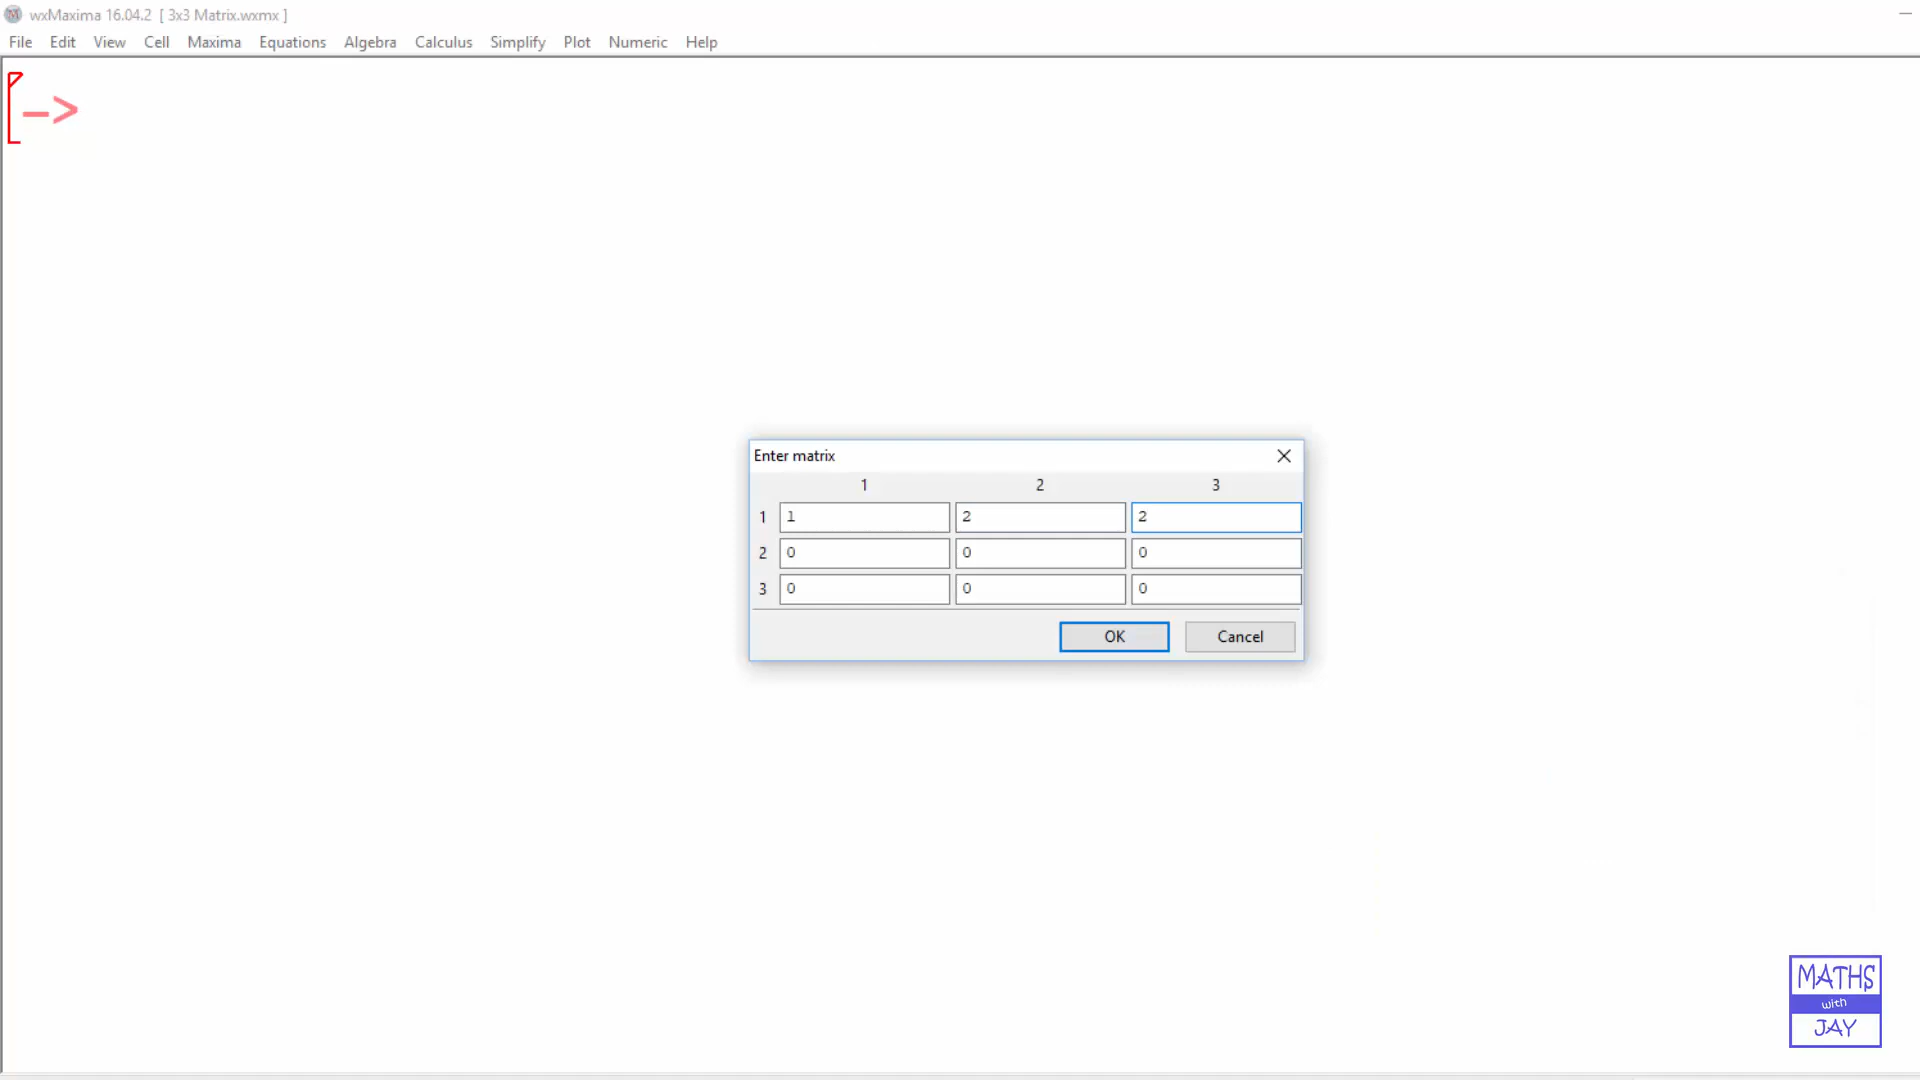 wxMaxima 16.04.2 [ 3x3 Matrix.wxmx ]
File Edit View Cell Maxima Equations Algebra Calculus Simplify Plot Numeric Help
-->
Enter matrix
1 2 3
1 1 2 2
2 0 0 0
3 0 0 0
OK Cancel
MATHS
with
JAY